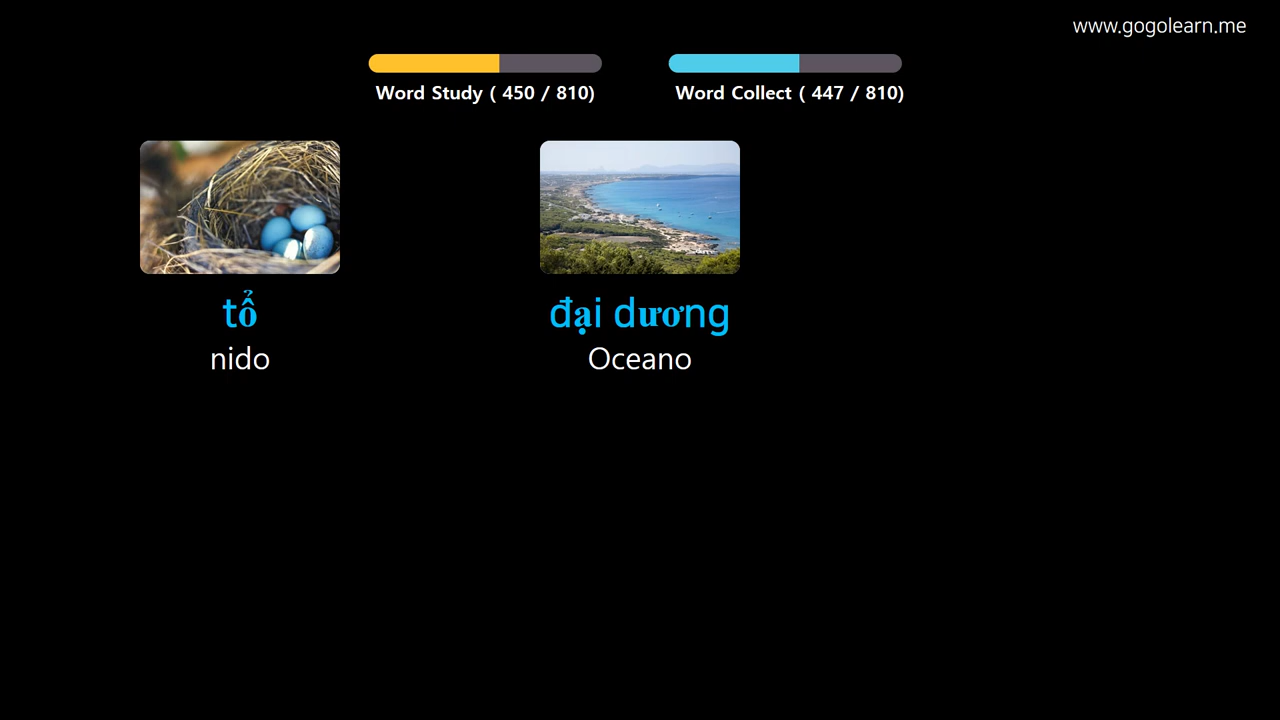 www.gogolearn.me
Word Study ( 450 / 810)
Word Collect ( 447 / 810)
tổ
nido
đại dương
Oceano